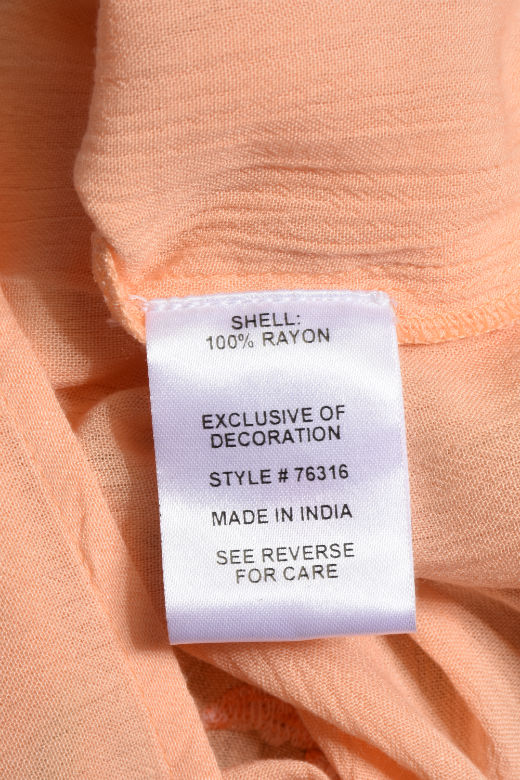 SHELL:
100% RAYON
EXCLUSIVE OF
DECORATION
STYLE # 76316
MADE IN INDIA
SEE REVERSE
FOR CARE